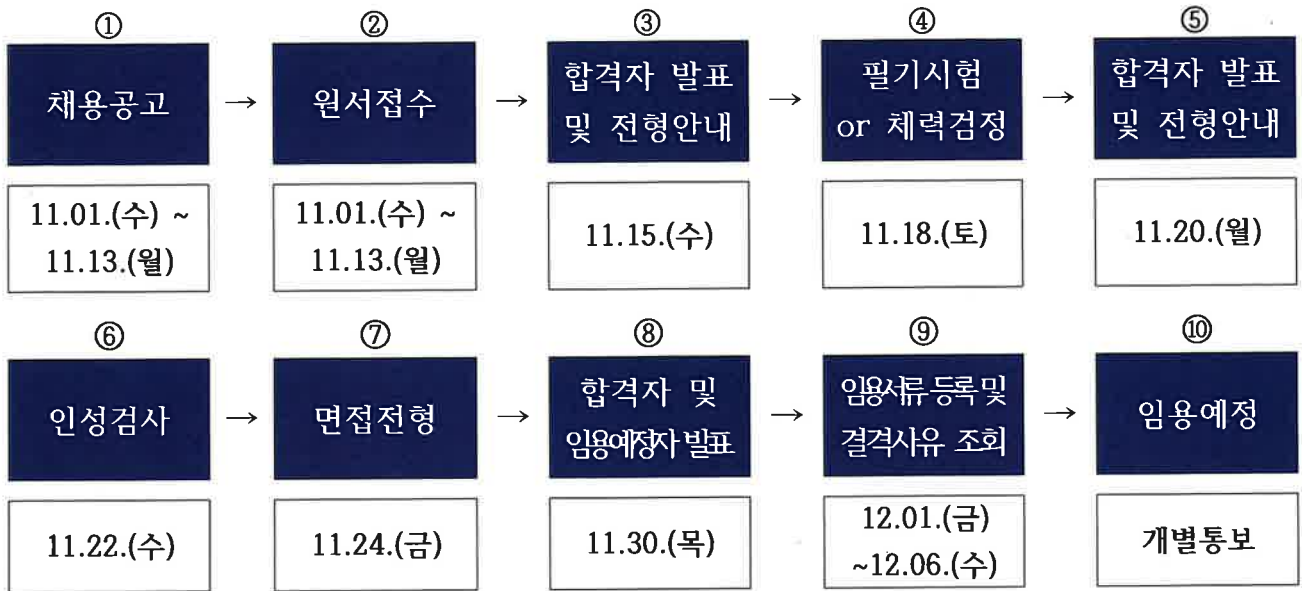 ① ② ③ ④ ⑤
채용공고 → 원서접수 → 합격자 발표 및 전형안내 → 필기시험 or 체력검정 → 합격자 발표 및 전형안내
11.01.(수) ~ 11.13.(월)
11.01.(수) ~ 11.13.(월)
11.15.(수)
11.18.(토)
11.20.(월)
⑥ ⑦ ⑧ ⑨ ⑩
인성검사 → 면접전형 → 합격자 및 임용예정자 발표 → 임용서류 등록 및 결격사유 조회 → 임용예정
11.22.(수)
11.24.(금)
11.30.(목)
12.01.(금) ~12.06.(수)
개별통보